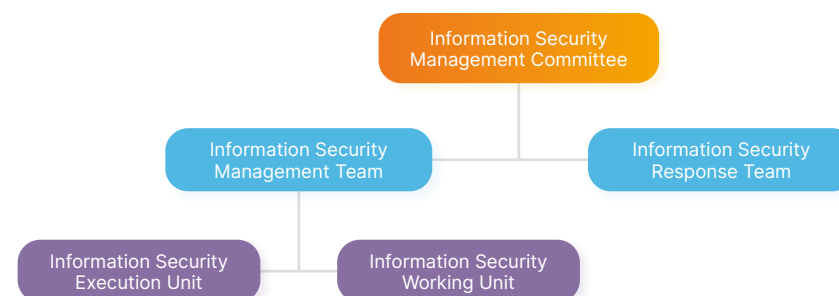 Information Security
Management Committee
Information Security
Management Team
Information Security
Response Team
Information Security
Execution Unit
Information Security
Working Unit